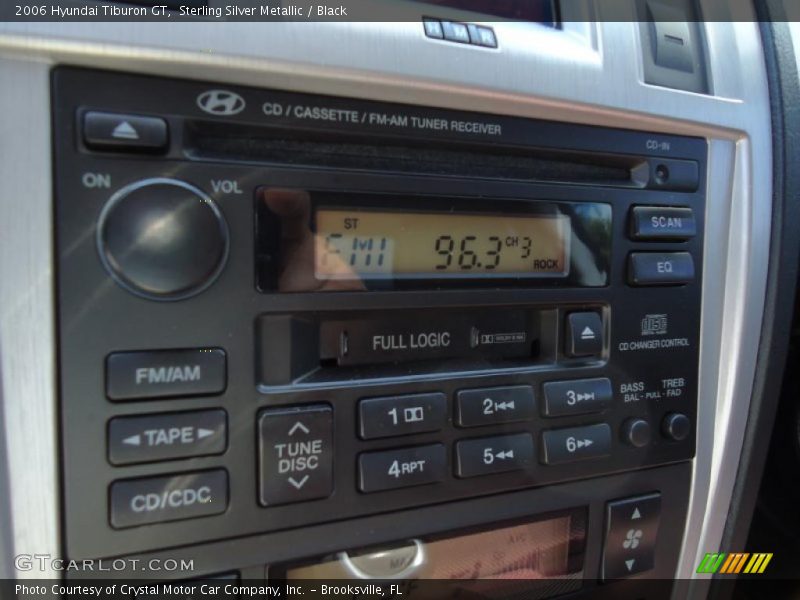 2006 Hyundai Tiburon GT,  Sterling Silver Metallic / Black
CD / CASSETTE / FM-AM TUNER RECEIVER
CD-IN
ON
VOL
SCAN
ST
FM1 96.3 CH 3
ROCK
EQ
FULL LOGIC
CD CHANGER CONTROL
FM/AM
TAPE
CD/CDC
TUNE
DISC
1
2
3
4RPT
5
6
BASS TREB
BAL - PULL - FAD
GTCARLOT.COM
Photo Courtesy of Crystal Motor Car Company, Inc. – Brooksville, FL